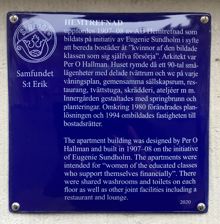 HEMTREFNAD
uppfördes 1907–08 av AB Hemtrefnad som
bildats på initiativ av Eugenie Sundholm i syfte
att bereda bostäder åt ”kvinnor af den bildade
klassen som sig själfva försörja”. Arkitekt var
Per O Hallman. Huset rymde då ett 90-tal små-
lägenheter med delade tvättrum och wc på varje
våningsplan, gemensamma sällskapsrum, res-
taurang, tvättstuga, skrädderi, ateljéer m m.
Innergården gestaltades med springbrunn och
planteringar. Omkring 1980 förändrades plan-
lösningen och 1994 ombildades fastigheten till
bostadsrätter.
Samfundet
S:t Erik
The apartment building was designed by Per O
Hallman and built in 1907–08 on the initiative
of Eugenie Sundholm. The apartments were
intended for ”women of the educated classes
who support themselves financially”. There
were shared washrooms and toilets on each
floor as well as other joint facilities including a
restaurant and lounge.
2020